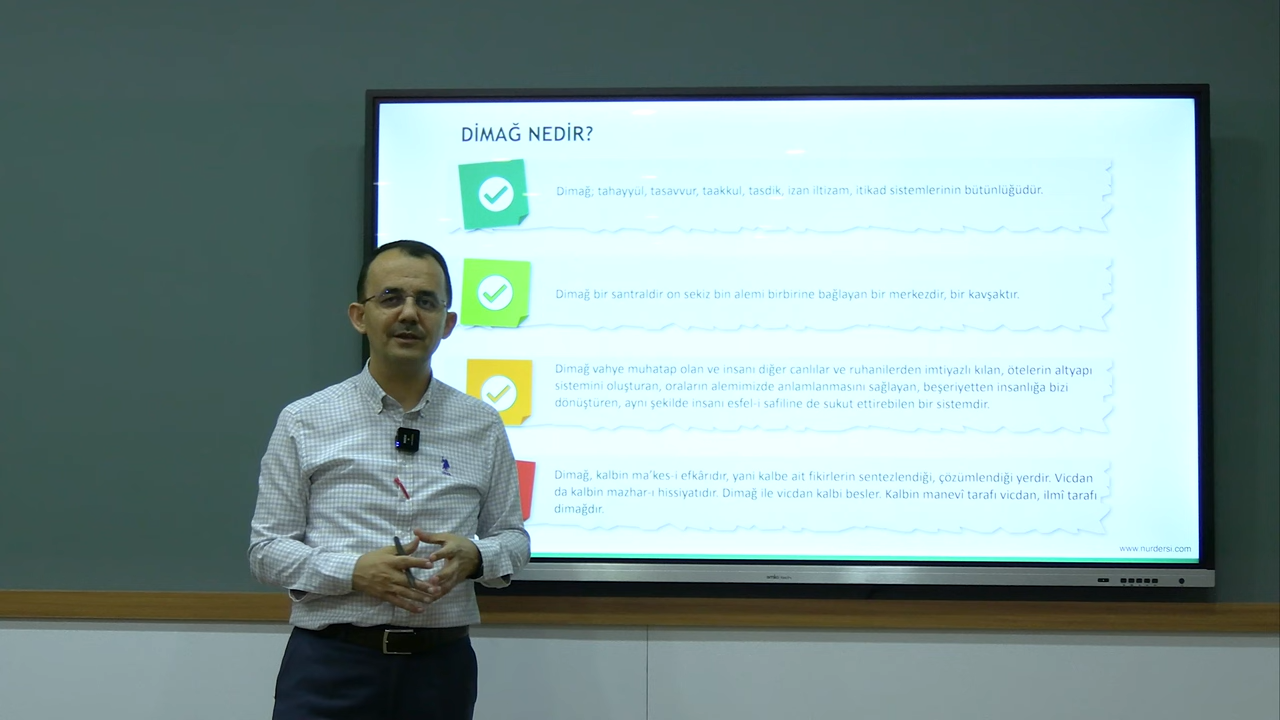 DİMAĞ NEDİR?
Dimağ, tahayyül, tasavvur, taakkul, tasdik, izan iltizam, itikad sistemlerinin bütünlüğüdür.
Dimağ bir santraldir on sekiz bin alemi birbirine bağlayan bir merkezdir, bir kavşaktır.
Dimağ vahye muhatap olan ve insanı diğer canlılar ve ruhanilerden imtiyazlı kılan, ötelerin altyapı
sistemini oluşturan, oraların alemimizde anlamlanmasını sağlayan, beşeriyetten insanlığa bizi
dönüştüren, aynı şekilde insanı esfel-i safiline de sukut ettirebilen bir sistemdir.
Dimağ, kalbin ma'kes-i efkârıdır, yani kalbe ait fikirlerin sentezlendiği, çözümlendiği yerdir. Vicdan
da kalbin mazhar-ı hissiyatıdır. Dimağ ile vicdan kalbi besler. Kalbin manevî tarafı vicdan, ilmî tarafı
dimağdır.
www.nurdersi.com